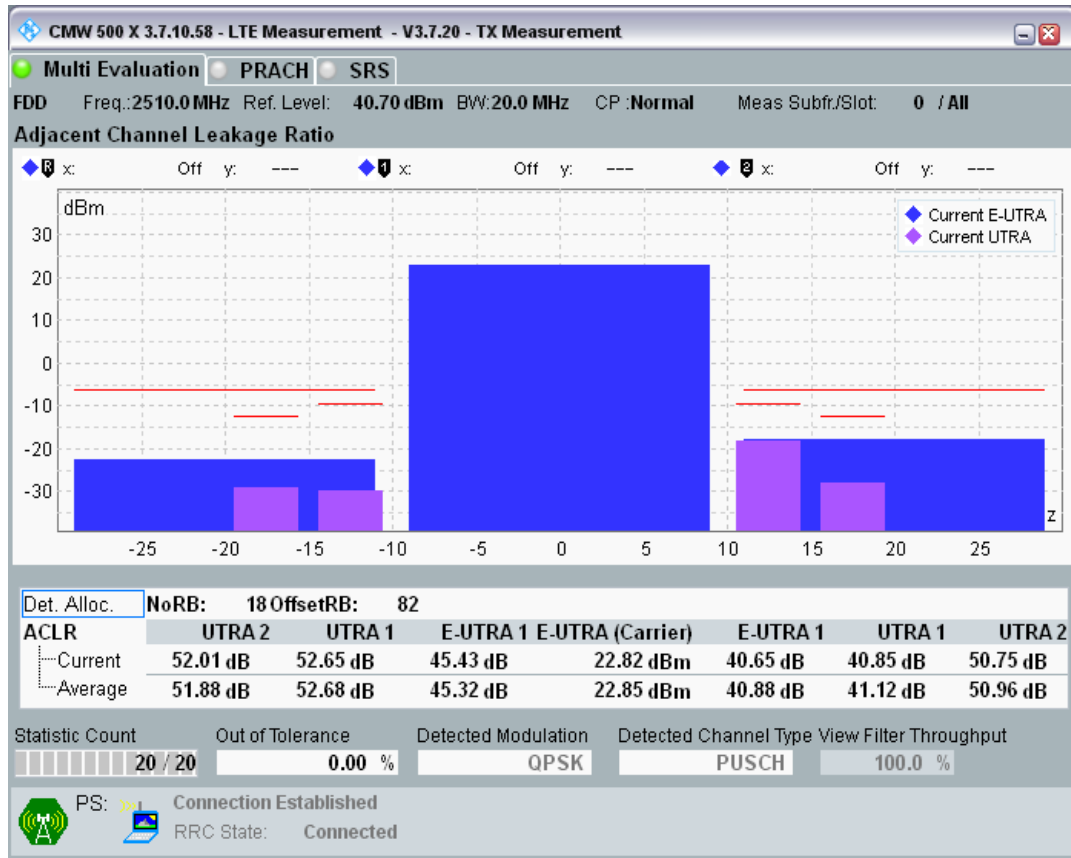 CMW 500 X 3.7.10.58 - LTE Measurement - V3.7.20 - TX Measurement
Multi Evaluation PRACH SRS
FDD Freq.:2510.0 MHz Ref. Level: 40.70 dBm BW:20.0 MHz CP :Normal Meas Subfr./Slot: 0 / All
Adjacent Channel Leakage Ratio
R x: Off y: --- 1 x: Off y: --- 2 x: Off y: ---
dBm
Current E-UTRA
Current UTRA
30
20
10
0
-10
-20
-30
z
-25 -20 -15 -10 -5 0 5 10 15 20 25
Det. Alloc. NoRB: 18 OffsetRB: 82
ACLR UTRA 2 UTRA 1 E-UTRA 1 E-UTRA (Carrier) E-UTRA 1 UTRA 1 UTRA 2
Current 52.01 dB 52.65 dB 45.43 dB 22.82 dBm 40.65 dB 40.85 dB 50.75 dB
Average 51.88 dB 52.68 dB 45.32 dB 22.85 dBm 40.88 dB 41.12 dB 50.96 dB
Statistic Count Out of Tolerance Detected Modulation Detected Channel Type View Filter Throughput
20 / 20 0.00 % QPSK PUSCH 100.0 %
PS: Connection Established
RRC State: Connected